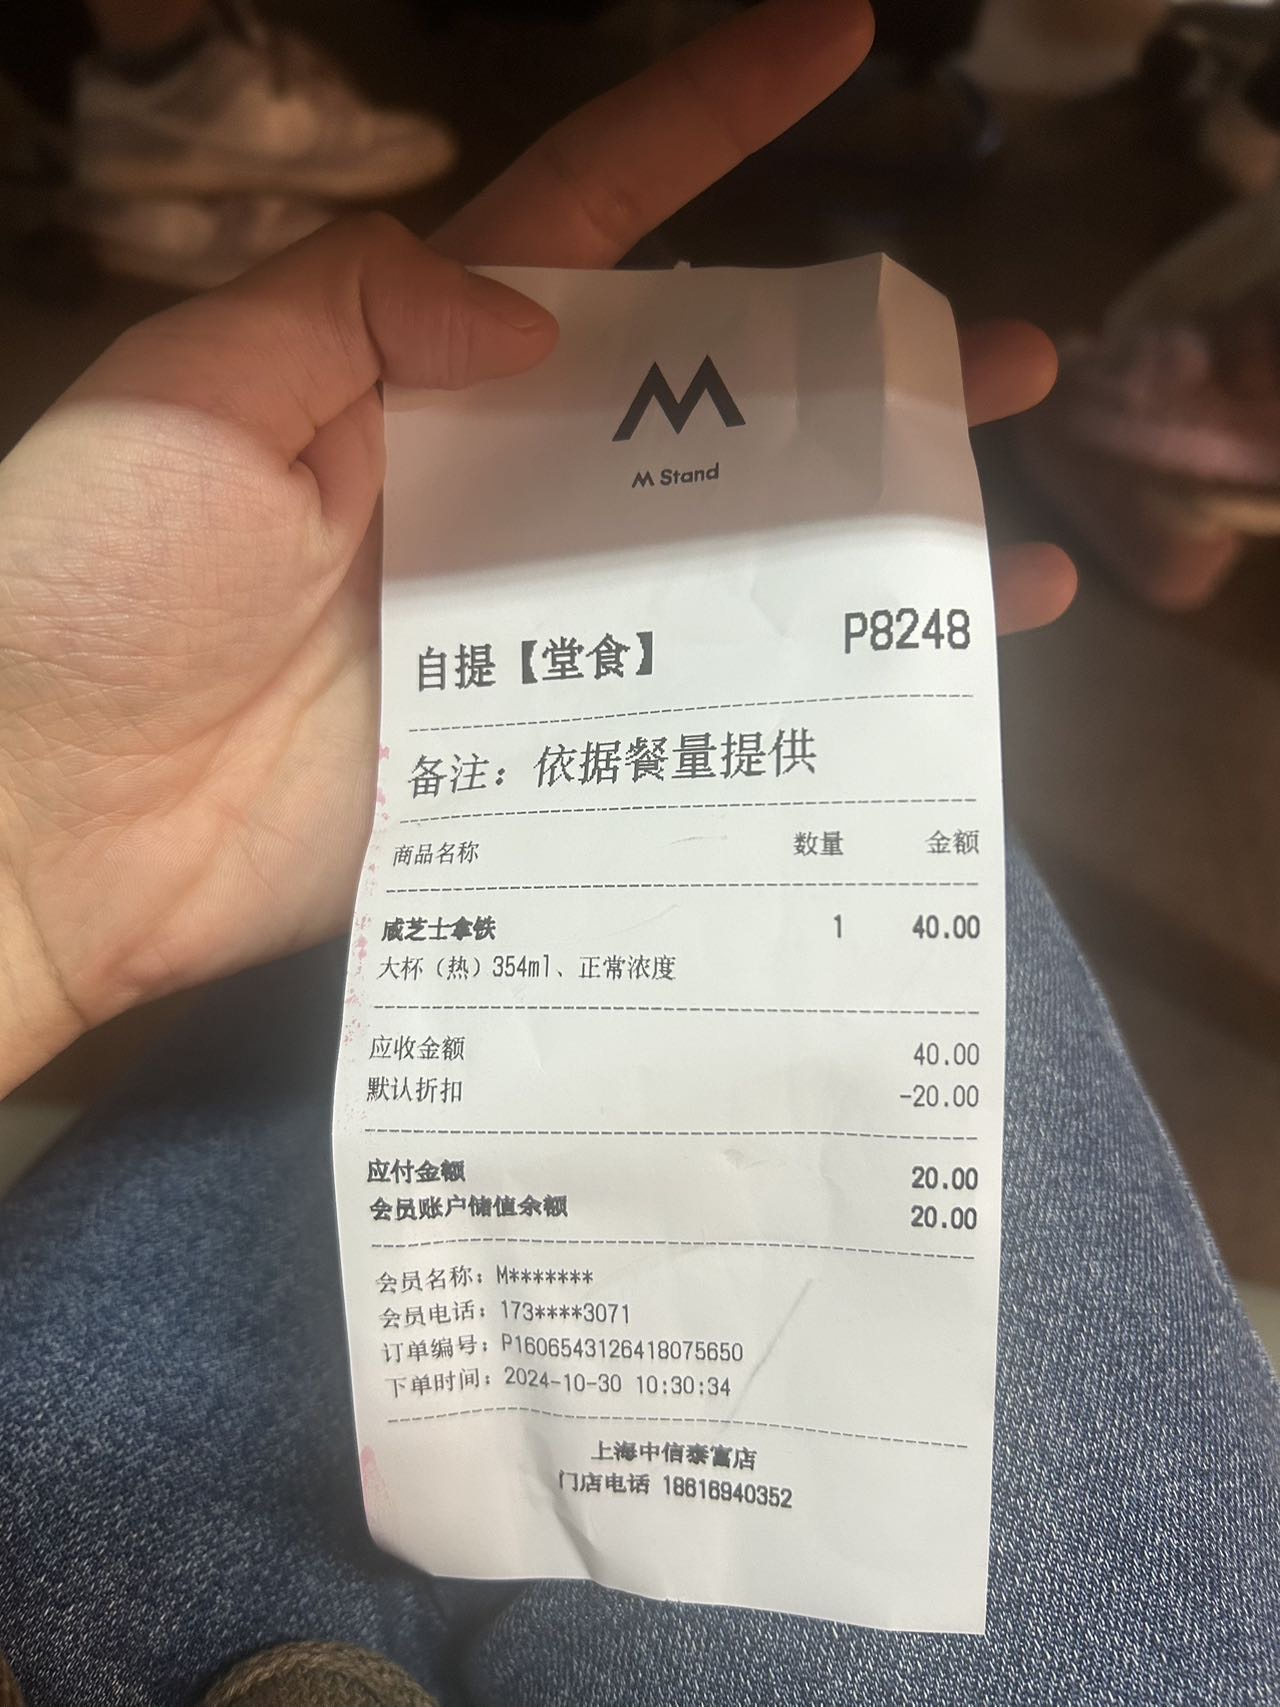 M Stand
自提【堂食】 P8248
备注：依据餐量提供
商品名称 数量 金额
咸芝士拿铁 1 40.00
大杯（热）354ml、正常浓度
应收金额 40.00
默认折扣 -20.00
应付金额 20.00
会员账户储值余额 20.00
会员名称：M*******
会员电话：173****3071
订单编号：P1606543126418075650
下单时间：2024-10-30 10:30:34
上海中信泰富店
门店电话 18616940352